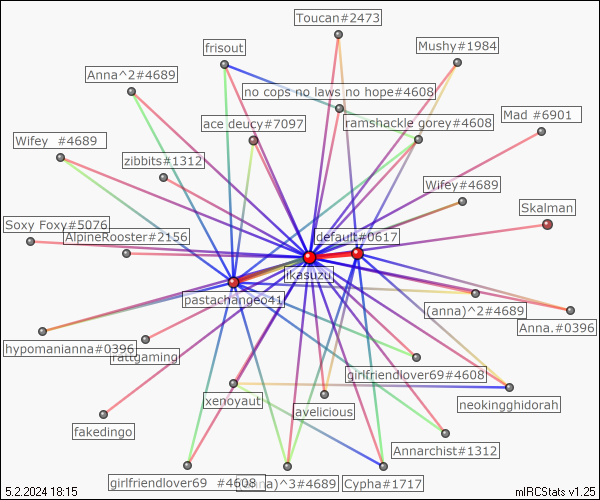 Toucan#2473
frisout
Mushy#1984
Anna^2#4689
no cops no laws no hope#4608
Mad #6901
ace deucy#7097
ramshackle gorey#4608
Wifey #4689
zibbits#1312
Wifey#4689
Skalman
Soxy Foxy#5076
AlpineRooster#2156
default#0617
likasuzu
pastachangeo41
(anna)^2#4689
Anna.#0396
hypomanianna#0396
rattgaming
girlfriendlover69#4608
xenoyaut
avelicious
neokingghidorah
fakedingo
Annarchist#1312
girlfriendlover69 #4608
)^3#4689
Cypha#1717
5.2.2024 18:15
mIRCStats v1.25